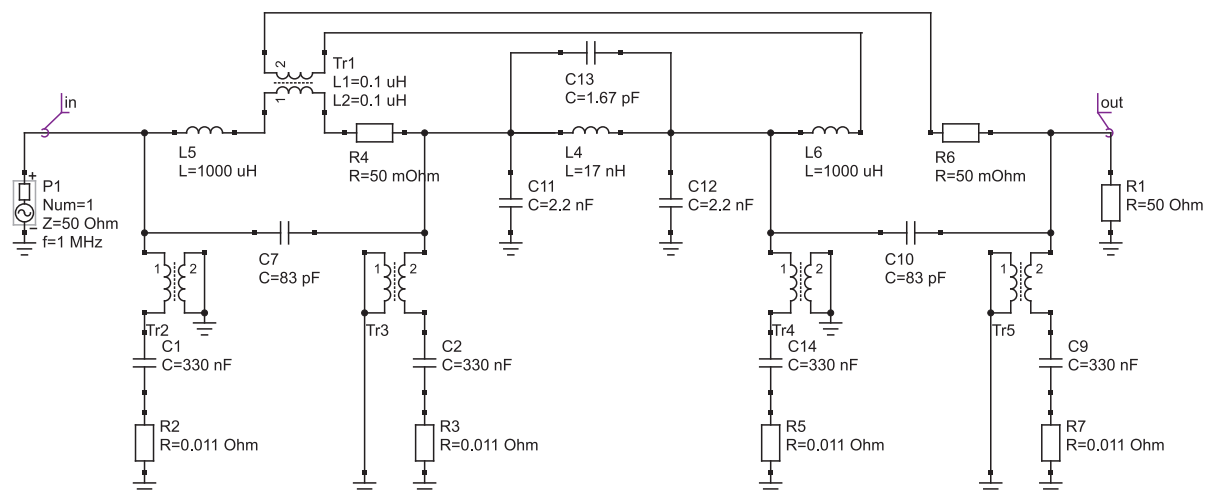 2
Tr1
L1=0.1 uH
L2=0.1 uH
1
C13
C=1.67 pF
in
out
L5
L=1000 uH
R4
R=50 mOhm
L4
L=17 nH
L6
L=1000 uH
R6
R=50 mOhm
P1
Num=1
Z=50 Ohm
f=1 MHz
C11
C=2.2 nF
C12
C=2.2 nF
R1
R=50 Ohm
C7
C=83 pF
C10
C=83 pF
1 2
1 2
1 2
1 2
Tr2
Tr3
Tr4
Tr5
C1
C=330 nF
C2
C=330 nF
C14
C=330 nF
C9
C=330 nF
R2
R=0.011 Ohm
R3
R=0.011 Ohm
R5
R=0.011 Ohm
R7
R=0.011 Ohm